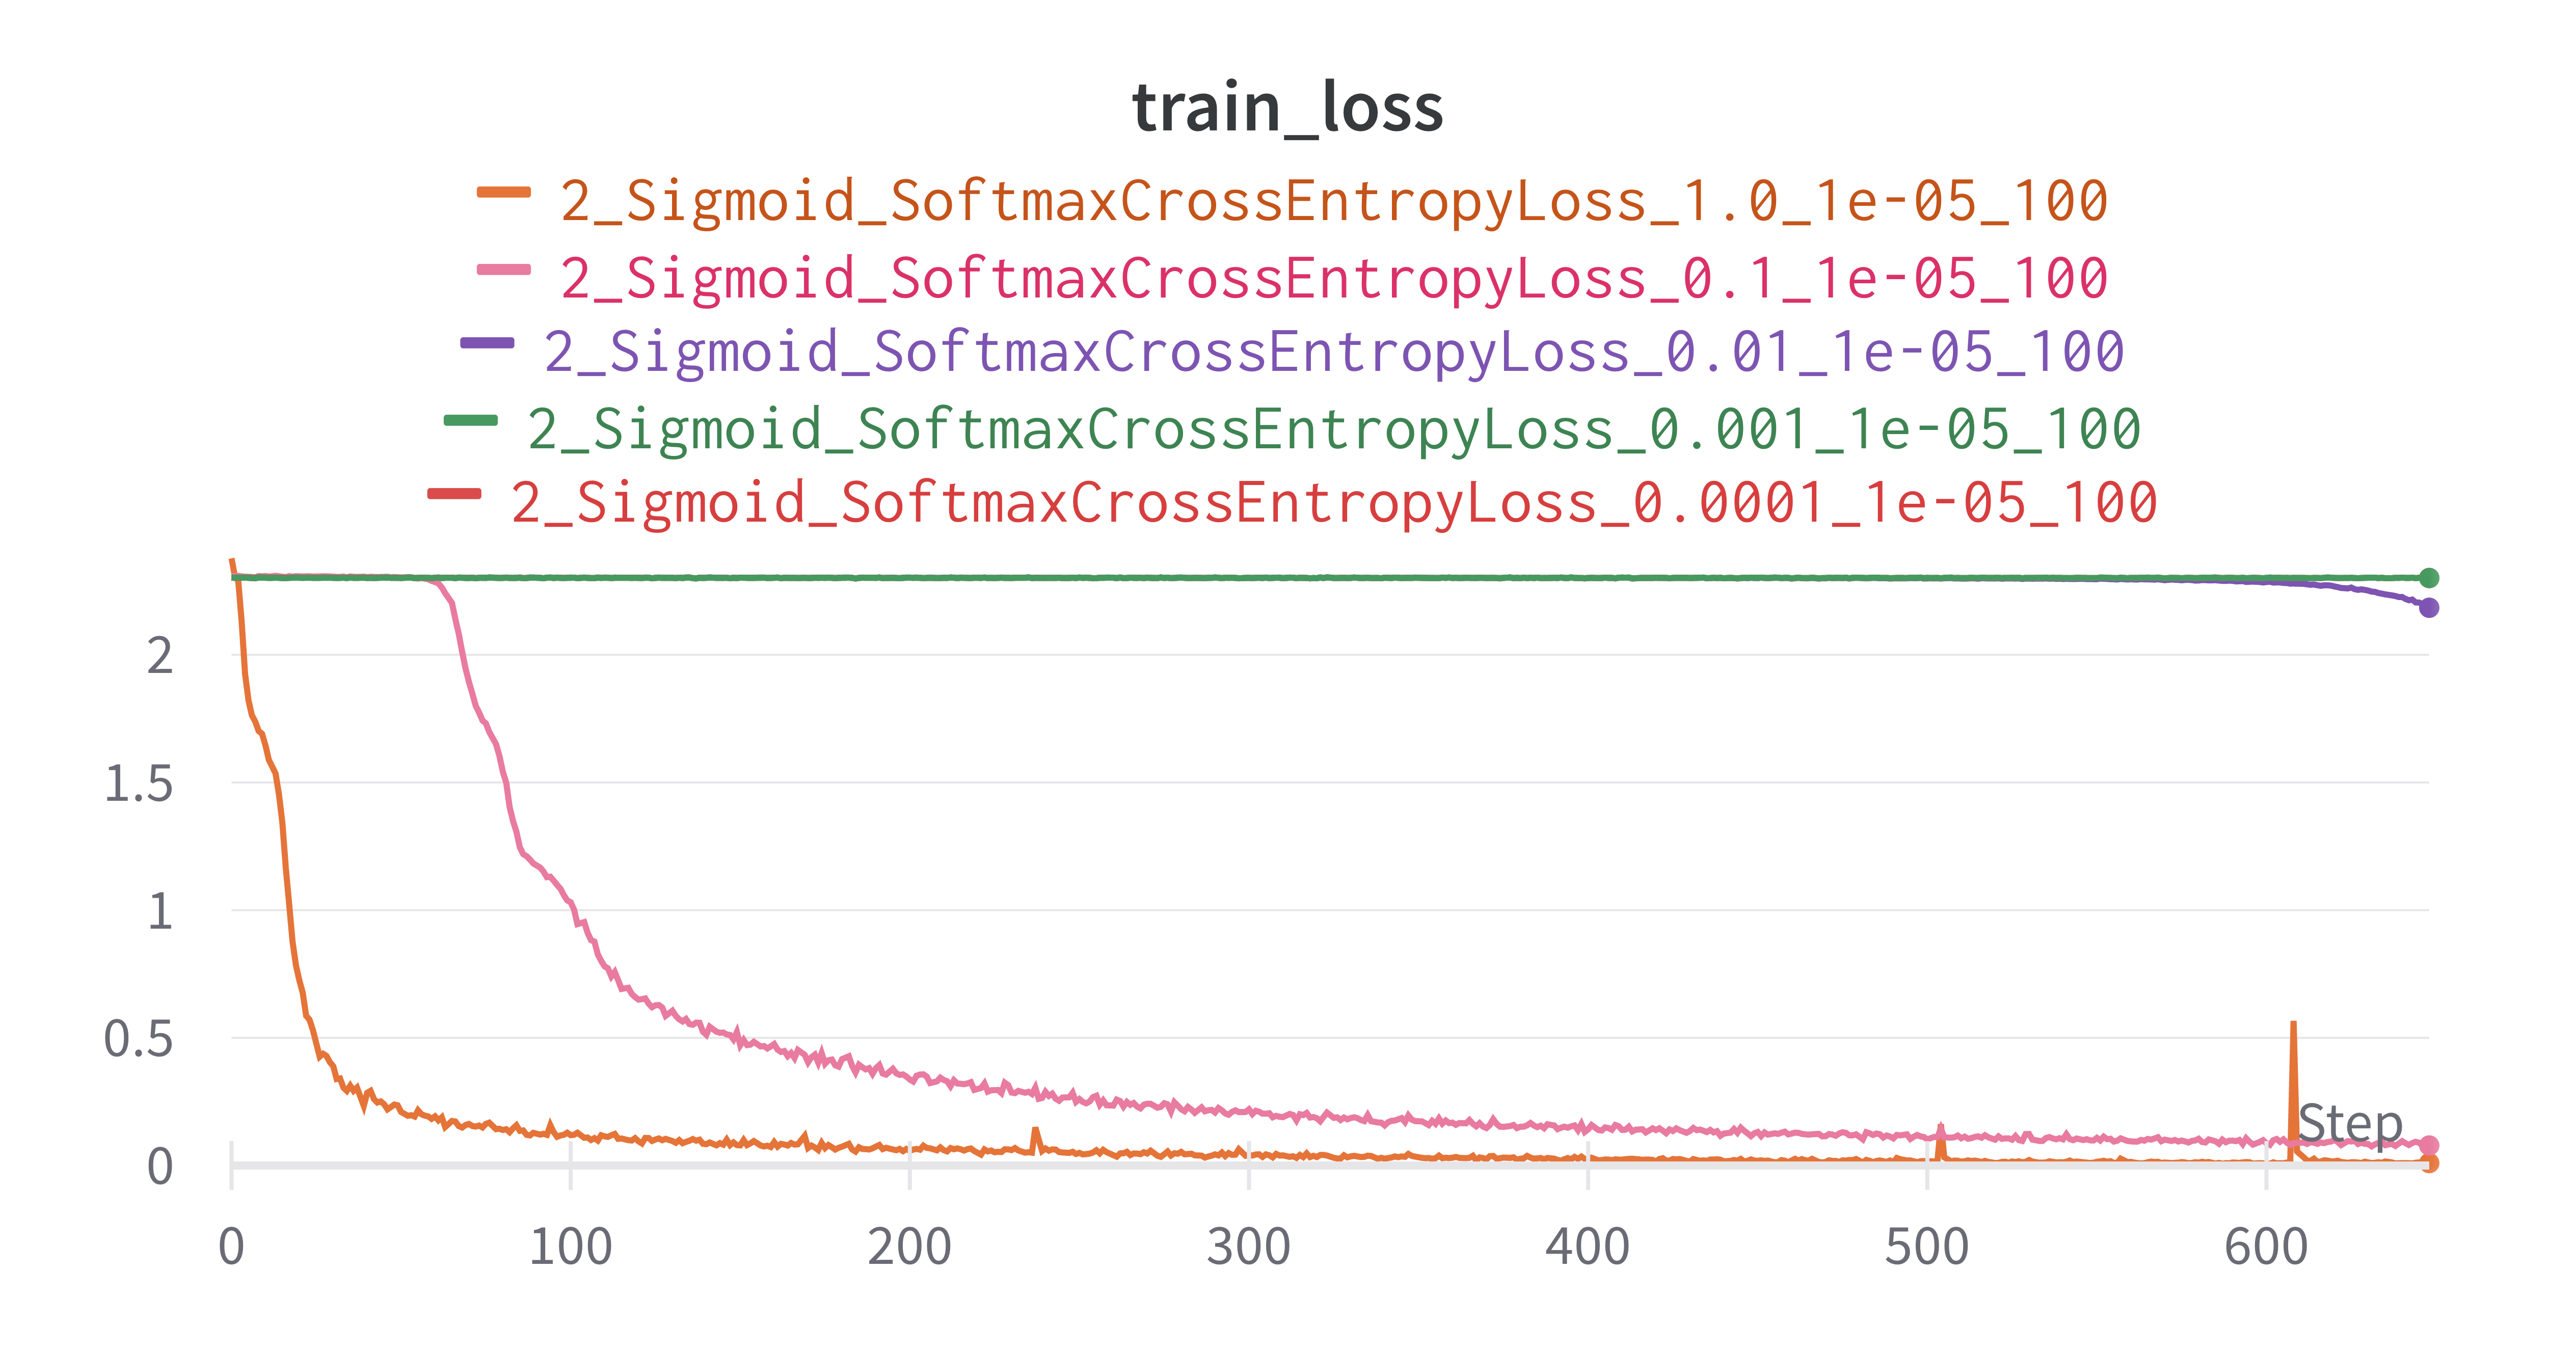 train_loss
2_Sigmoid_SoftmaxCrossEntropyLoss_1.0_1e-05_100
2_Sigmoid_SoftmaxCrossEntropyLoss_0.1_1e-05_100
2_Sigmoid_SoftmaxCrossEntropyLoss_0.01_1e-05_100
2_Sigmoid_SoftmaxCrossEntropyLoss_0.001_1e-05_100
2_Sigmoid_SoftmaxCrossEntropyLoss_0.0001_1e-05_100
2
1.5
1
0.5
Step
0
0 100 200 300 400 500 600